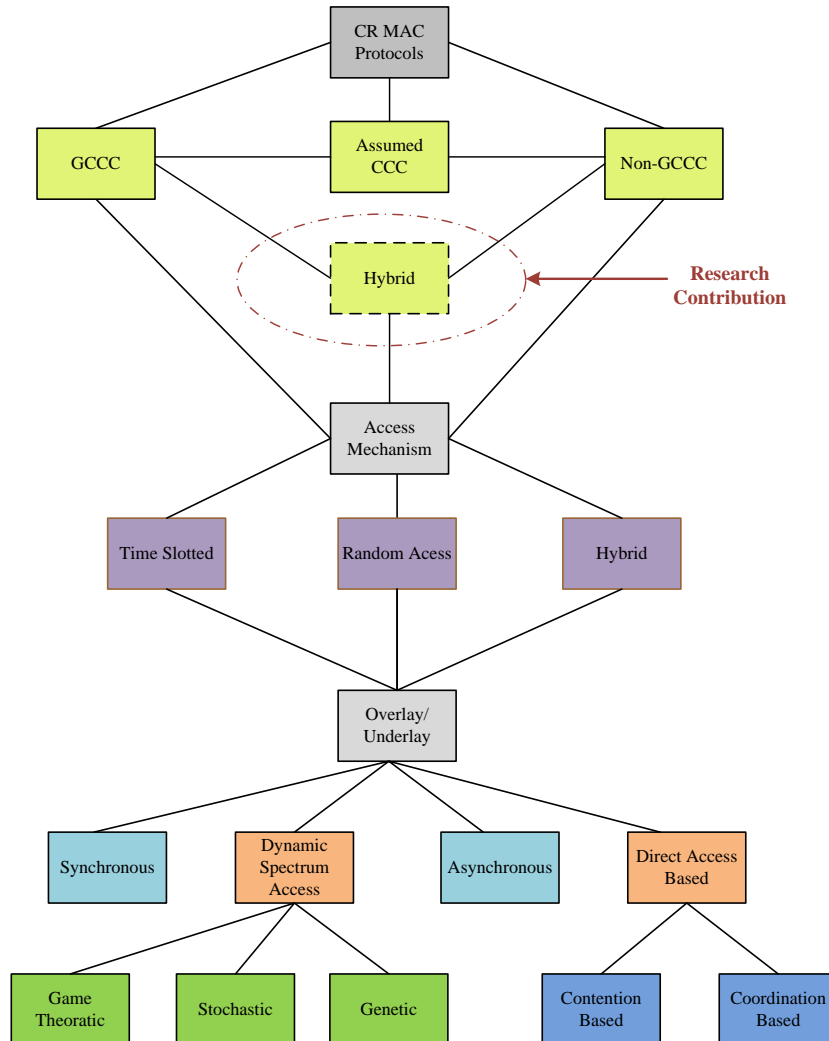 CR MAC
Protocols
GCCC
Assumed
CCC
Non-GCCC
Hybrid
Research
Contribution
Access
Mechanism
Time Slotted
Random Acess
Hybrid
Overlay/
Underlay
Synchronous
Dynamic
Spectrum
Access
Asynchronous
Direct Access
Based
Game
Theoratic
Stochastic
Genetic
Contention
Based
Coordination
Based